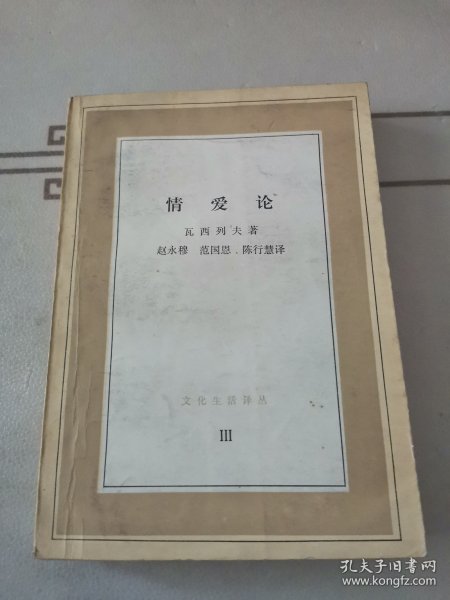 情爱论
瓦西列夫著
赵永穆 范国恩、陈行慧译
文化生活译丛
III
孔夫子旧书网
www.kongfz.com